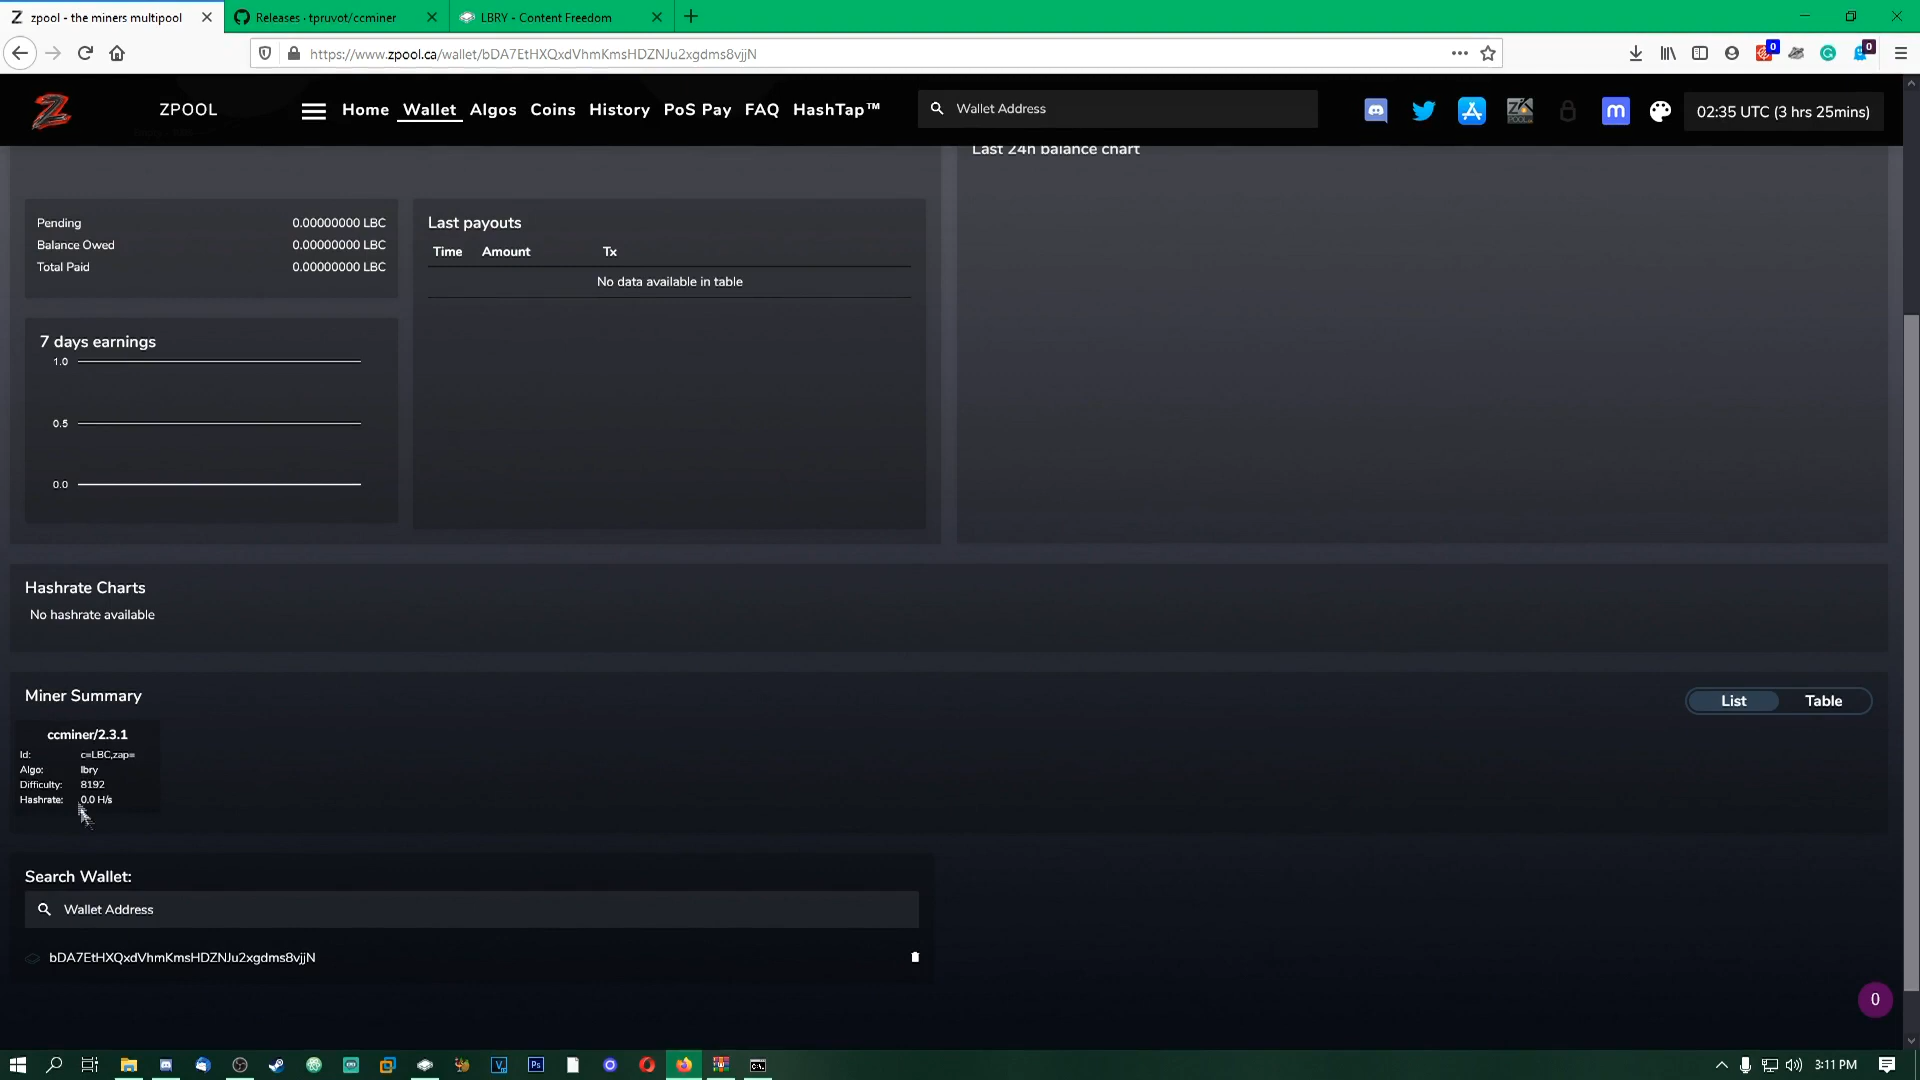 zpool - the miners multipool
Releases · tpruvot/ccminer
LBRY - Content Freedom
https://www.zpool.ca/wallet/bDA7EtHXQxdVhmKmsHDZNJu2xgdms8vjjN
0
0
ZPOOL
Home Wallet Algos Coins History PoS Pay FAQ HashTap™
Wallet Address
m
02:35 UTC (3 hrs 25mins)
Last 24h balance chart
Pending 0.00000000 LBC
Balance Owed 0.00000000 LBC
Total Paid 0.00000000 LBC
Last payouts
Time Amount Tx
No data available in table
7 days earnings
1.0
0.5
0.0
Hashrate Charts
No hashrate available
Miner Summary
List Table
ccminer/2.3.1
Id: c=LBC,zap=
Algo: lbry
Difficulty: 8192
Hashrate: 0.0 H/s
Search Wallet:
Wallet Address
bDA7EtHXQxdVhmKmsHDZNJu2xgdms8vjjN
0
Ps
3:11 PM